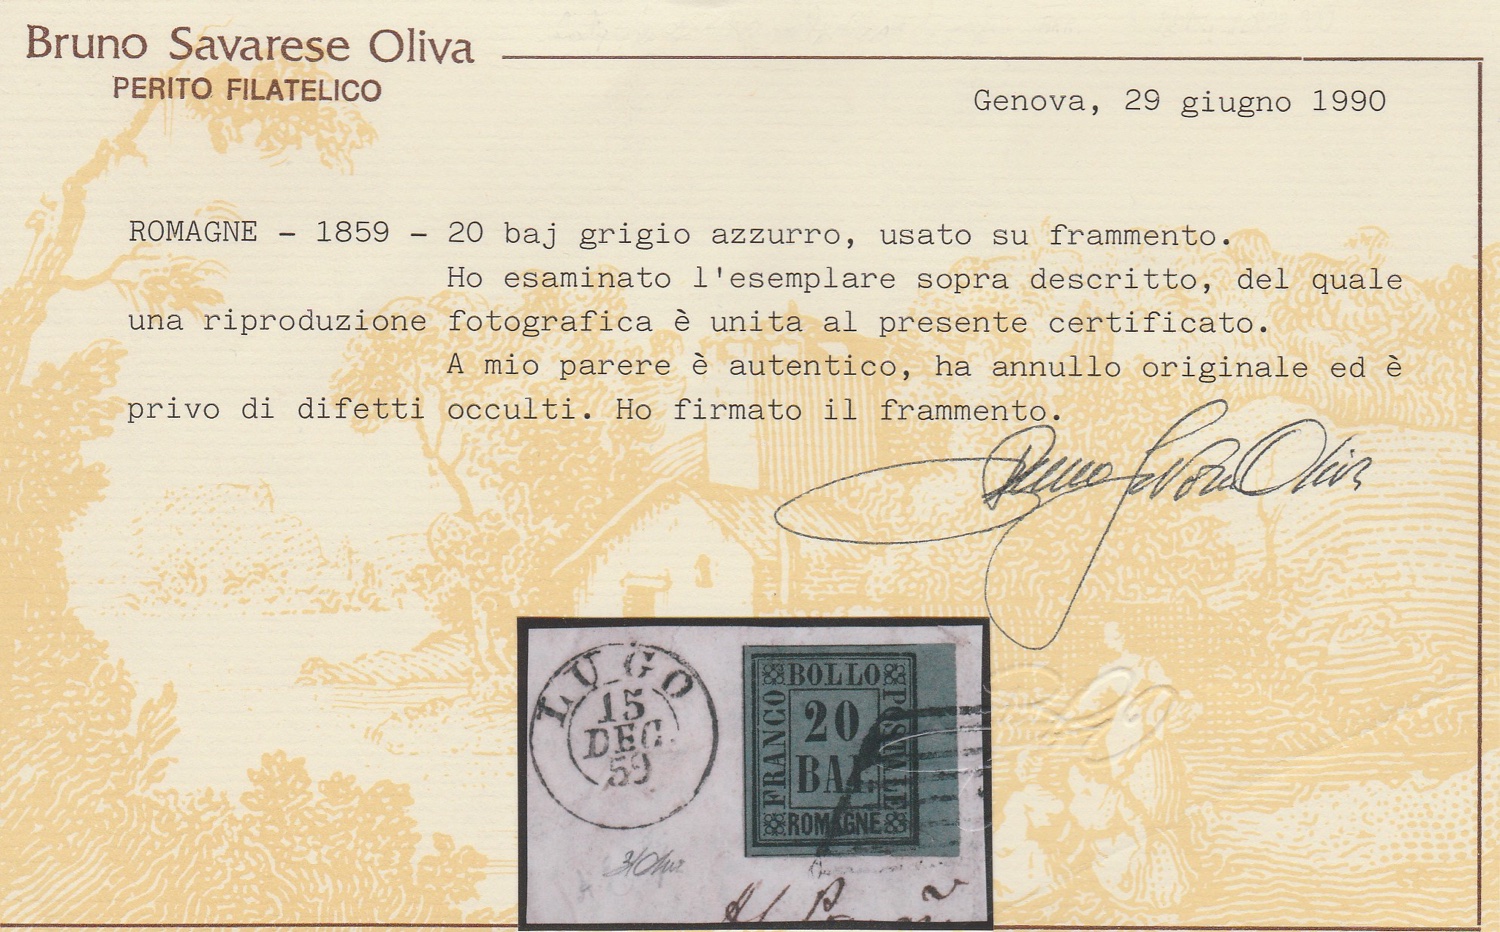 Bruno Savarese Oliva
PERITO FILATELICO
Genova, 29 giugno 1990
ROMAGNE - 1859 - 20 baj grigio azzurro, usato su frammento.
Ho esaminato l'esemplare sopra descritto, del quale
una riproduzione fotografica è unita al presente certificato.
A mio parere è autentico, ha annullo originale ed è
privo di difetti occulti. Ho firmato il frammento.
LUGO
15
DEC.
59
BOLLO
FRANCO
POSTALE
20
BAI.
ROMAGNE